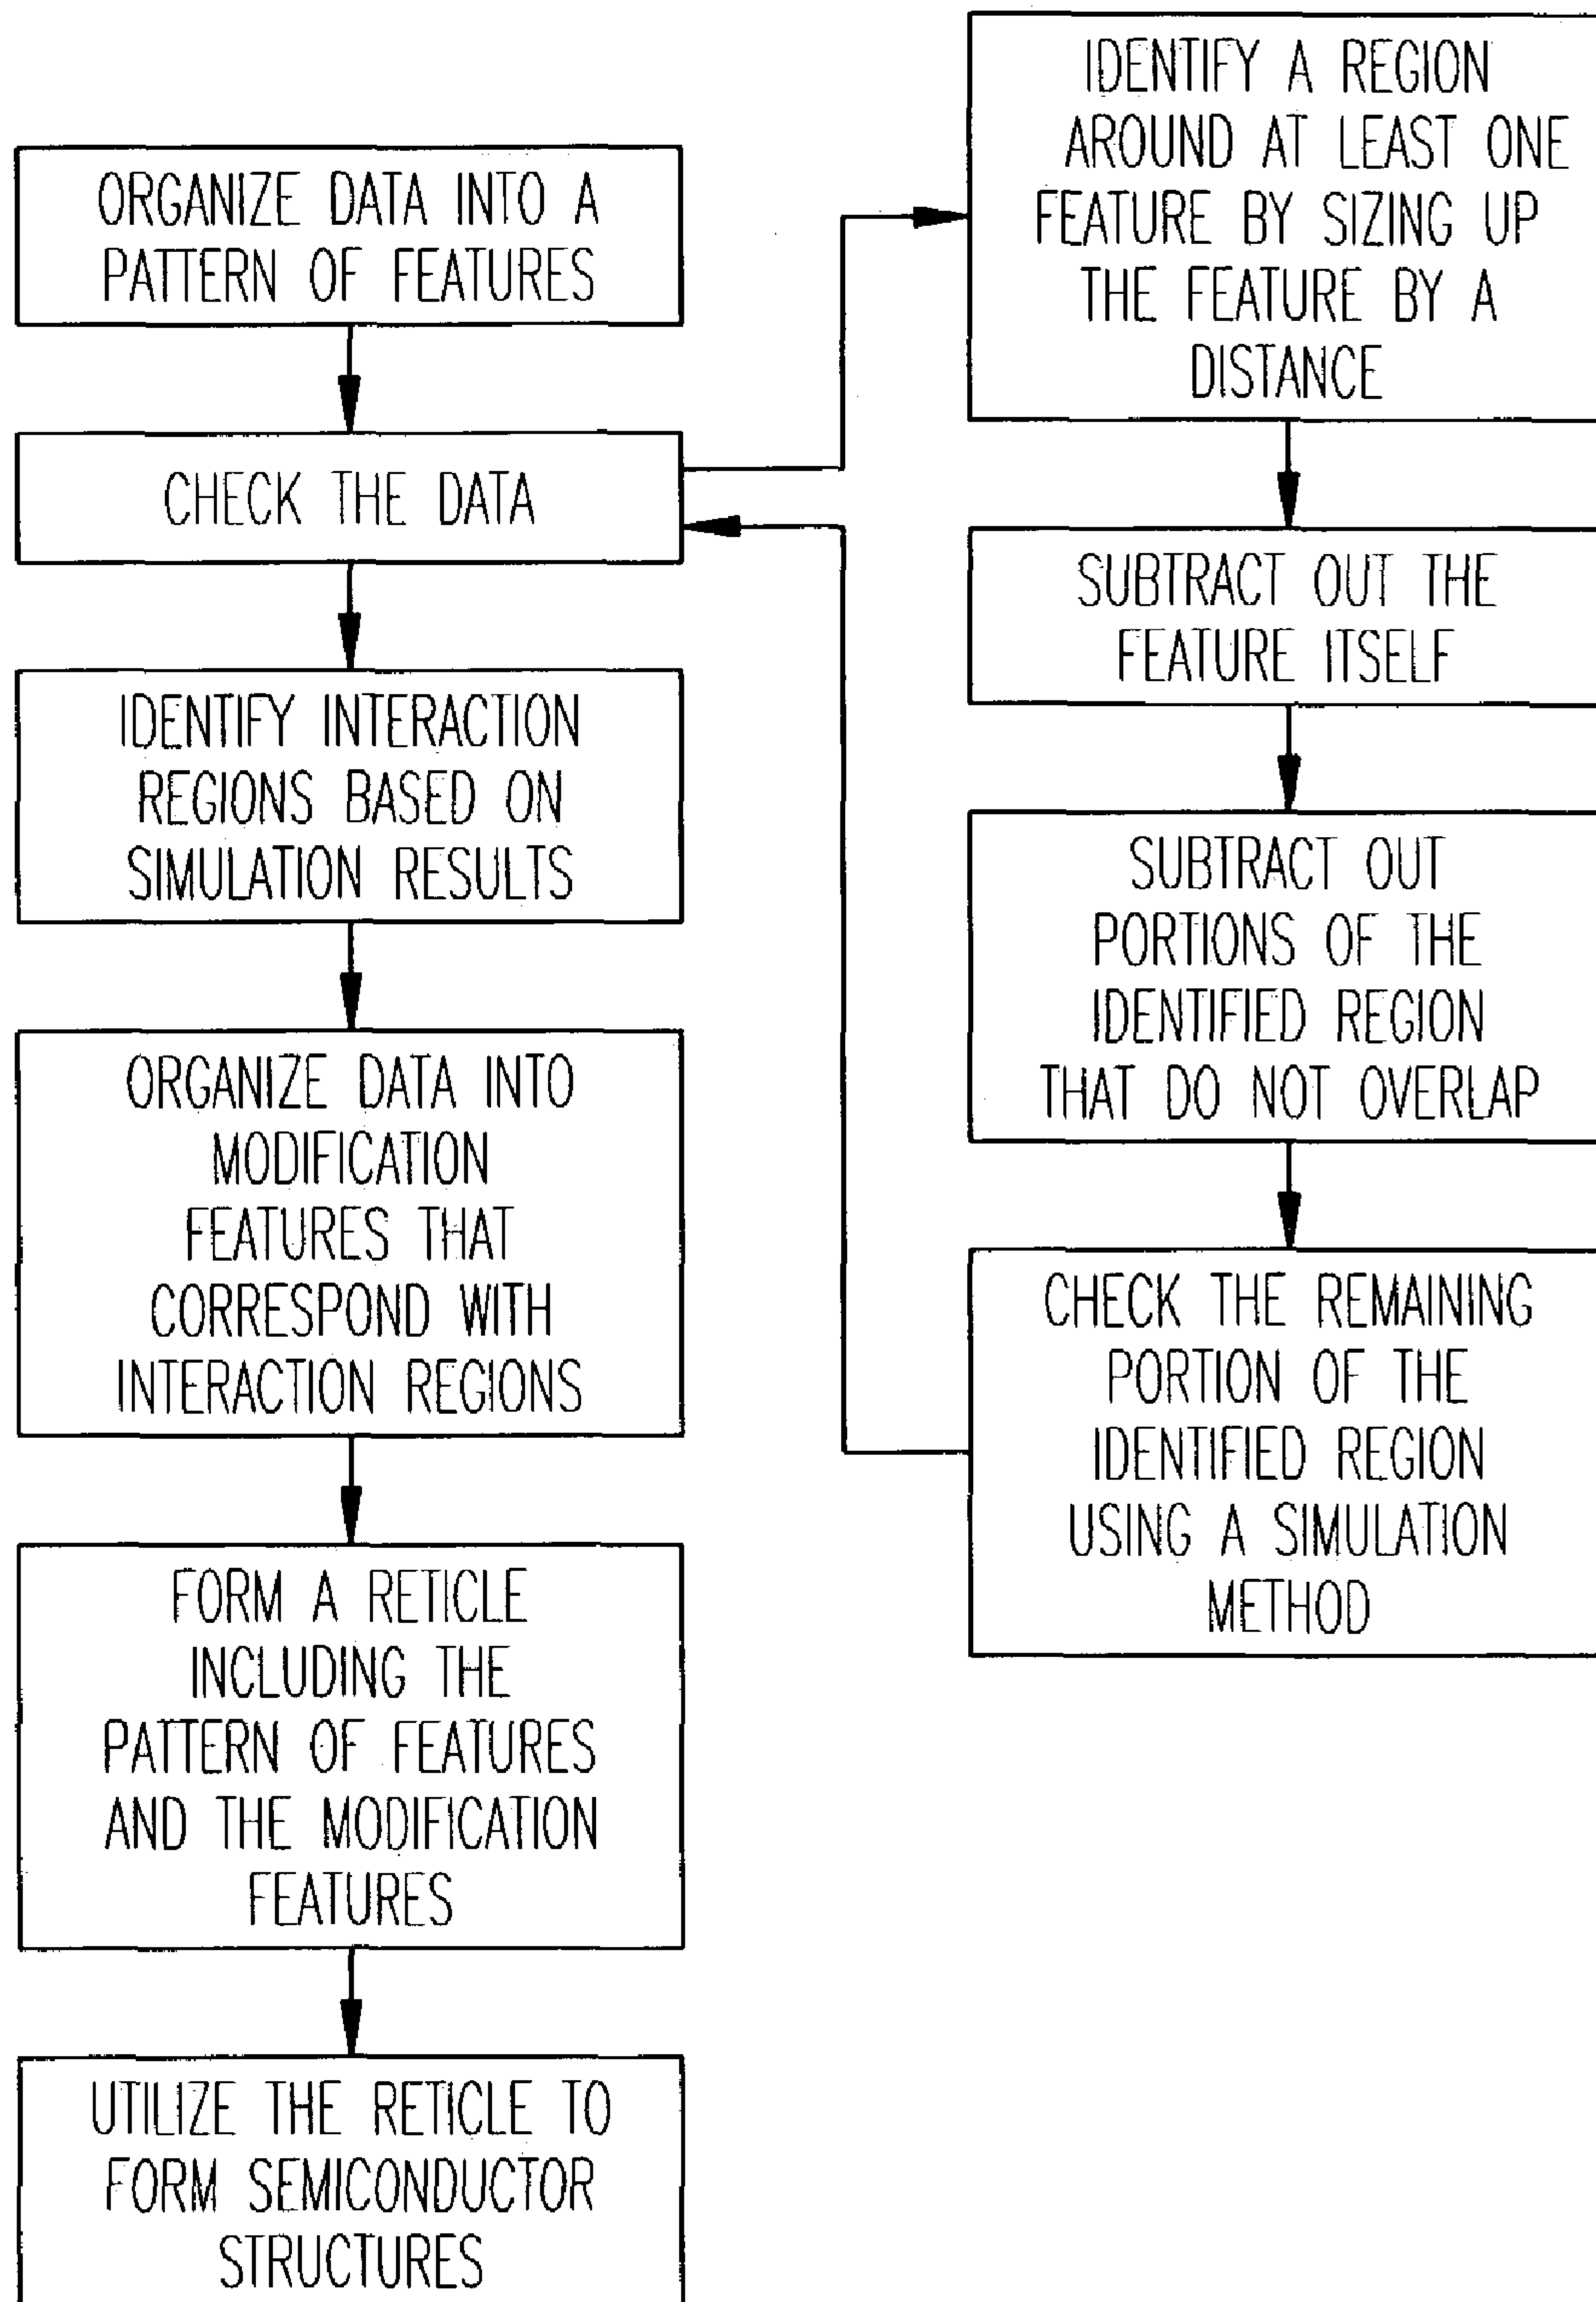 ORGANIZE DATA INTO A
PATTERN OF FEATURES
CHECK THE DATA
IDENTIFY INTERACTION
REGIONS BASED ON
SIMULATION RESULTS
ORGANIZE DATA INTO
MODIFICATION
FEATURES THAT
CORRESPOND WITH
INTERACTION REGIONS
FORM A RETICLE
INCLUDING THE
PATTERN OF FEATURES
AND THE MODIFICATION
FEATURES
UTILIZE THE RETICLE TO
FORM SEMICONDUCTOR
STRUCTURES
IDENTIFY A REGION
AROUND AT LEAST ONE
FEATURE BY SIZING UP
THE FEATURE BY A
DISTANCE
SUBTRACT OUT THE
FEATURE ITSELF
SUBTRACT OUT
PORTIONS OF THE
IDENTIFIED REGION
THAT DO NOT OVERLAP
CHECK THE REMAINING
PORTION OF THE
IDENTIFIED REGION
USING A SIMULATION
METHOD